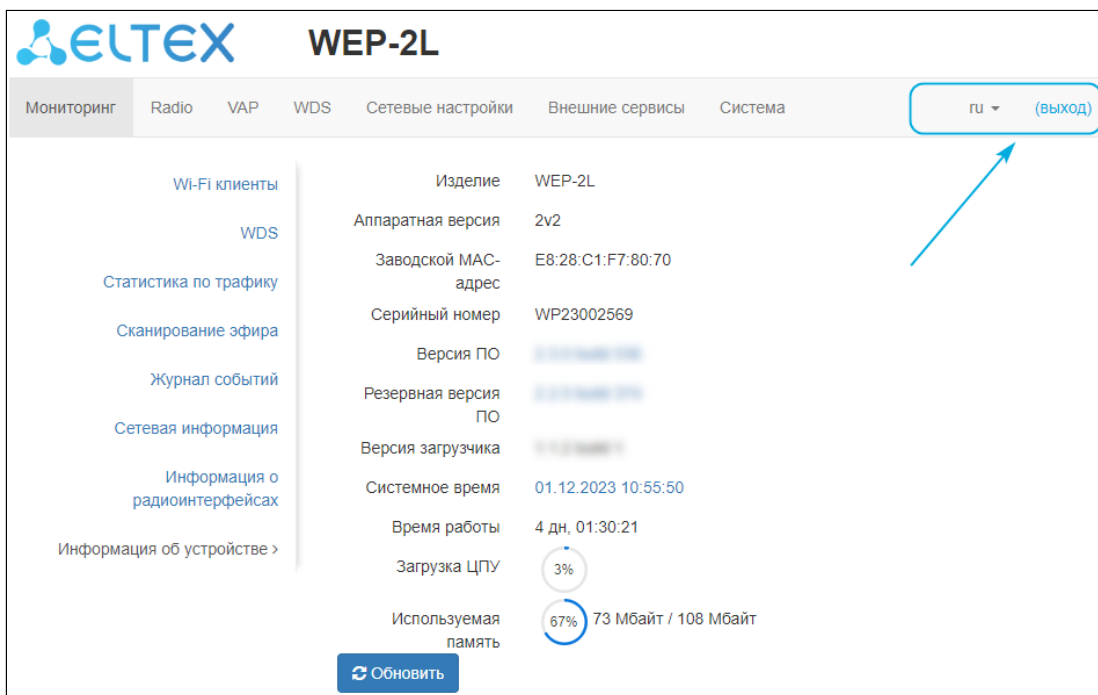 ELTEX WEP-2L
Мониторинг Radio VAP WDS Сетевые настройки Внешние сервисы Система ru (выход)
Wi-Fi клиенты
WDS
Статистика по трафику
Сканирование эфира
Журнал событий
Сетевая информация
Информация о
радиоинтерфейсах
Информация об устройстве >
Изделие WEP-2L
Аппаратная версия 2v2
Заводской MAC-
адрес E8:28:C1:F7:80:70
Серийный номер WP23002569
Версия ПО
Резервная версия
ПО
Версия загрузчика
Системное время 01.12.2023 10:55:50
Время работы 4 дн, 01:30:21
Загрузка ЦПУ 3%
Используемая
память 67% 73 Мбайт / 108 Мбайт
Обновить